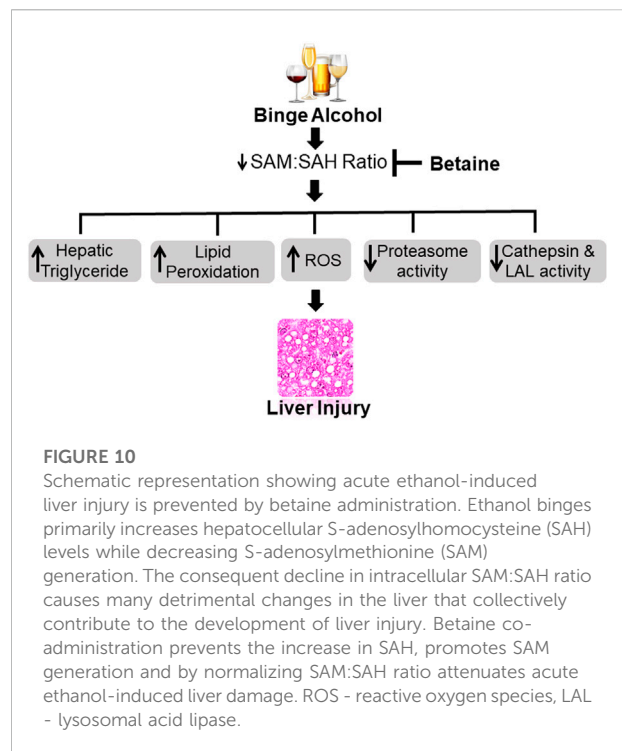 Binge Alcohol
↓SAM:SAH Ratio
Betaine
↑ Hepatic
Triglyceride
↑ Lipid
Peroxidation
↑ ROS
↓ Proteasome
activity
↓ Cathepsin &
LAL activity
Liver Injury
FIGURE 10
Schematic representation showing acute ethanol-induced
liver injury is prevented by betaine administration. Ethanol binges
primarily increases hepatocellular S-adenosylhomocysteine (SAH)
levels while decreasing S-adenosylmethionine (SAM)
generation. The consequent decline in intracellular SAM:SAH ratio
causes many detrimental changes in the liver that collectively
contribute to the development of liver injury. Betaine co-
administration prevents the increase in SAH, promotes SAM
generation and by normalizing SAM:SAH ratio attenuates acute
ethanol-induced liver damage. ROS - reactive oxygen species, LAL
- lysosomal acid lipase.